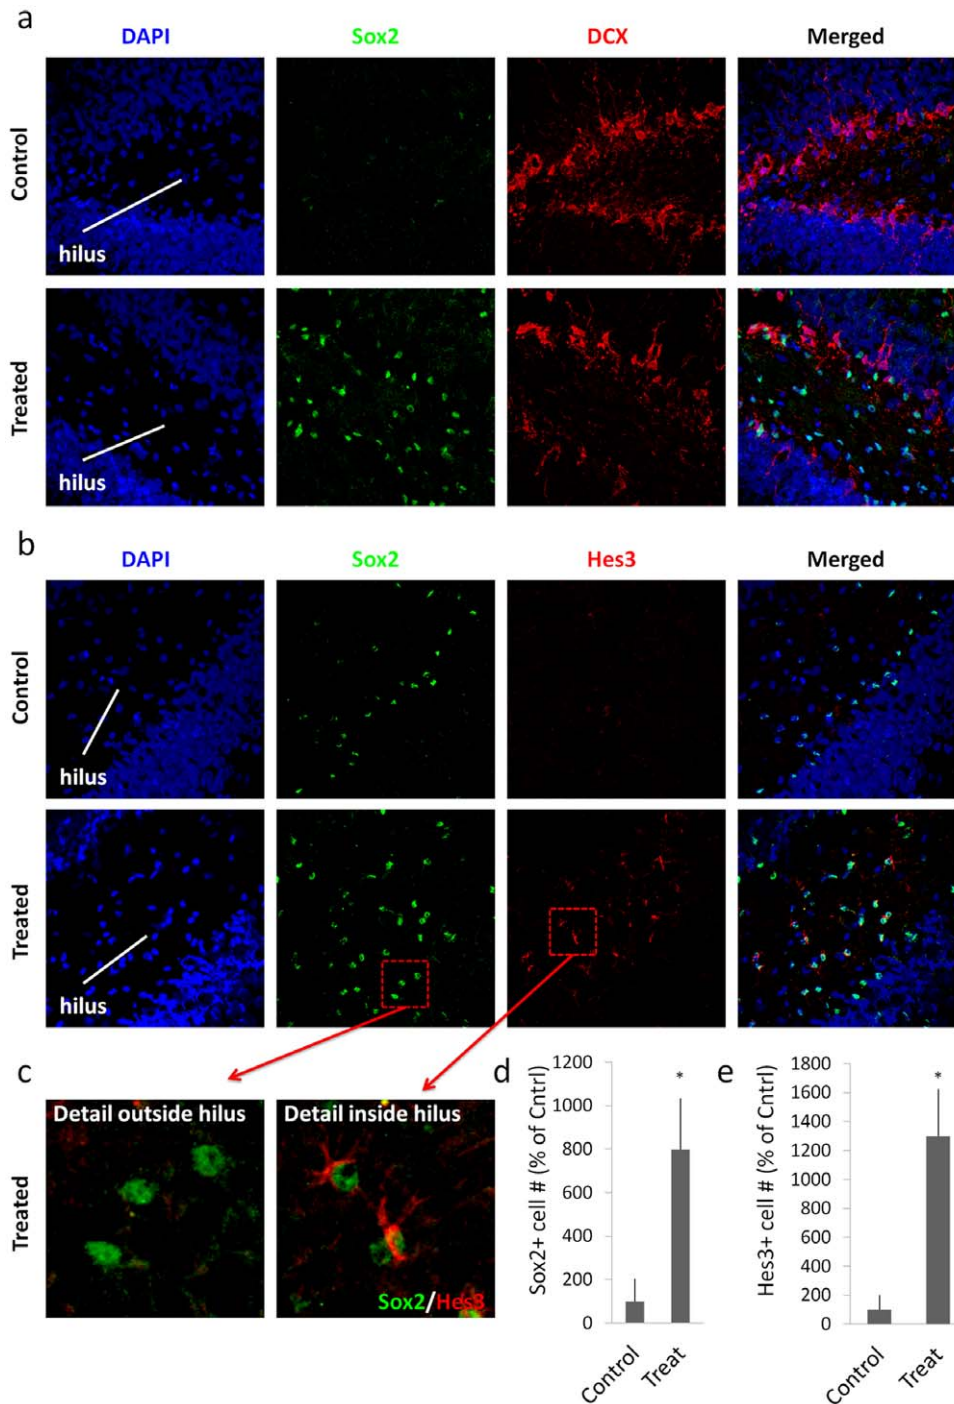 a
DAPI Sox2 DCX Merged
Control
hilus
Treated
hilus
b
DAPI Sox2 Hes3 Merged
Control
hilus
Treated
hilus
c
Detail outside hilus
Detail inside hilus
Treated
Sox2/Hes3
d
Sox2+ cell # (% of Cntrl)
1200
1000
800
600
400
200
0
*
Control
Treat
e
Hes3+ cell # (% of Cntrl)
1800
1600
1400
1200
1000
800
600
400
200
0
*
Control
Treat